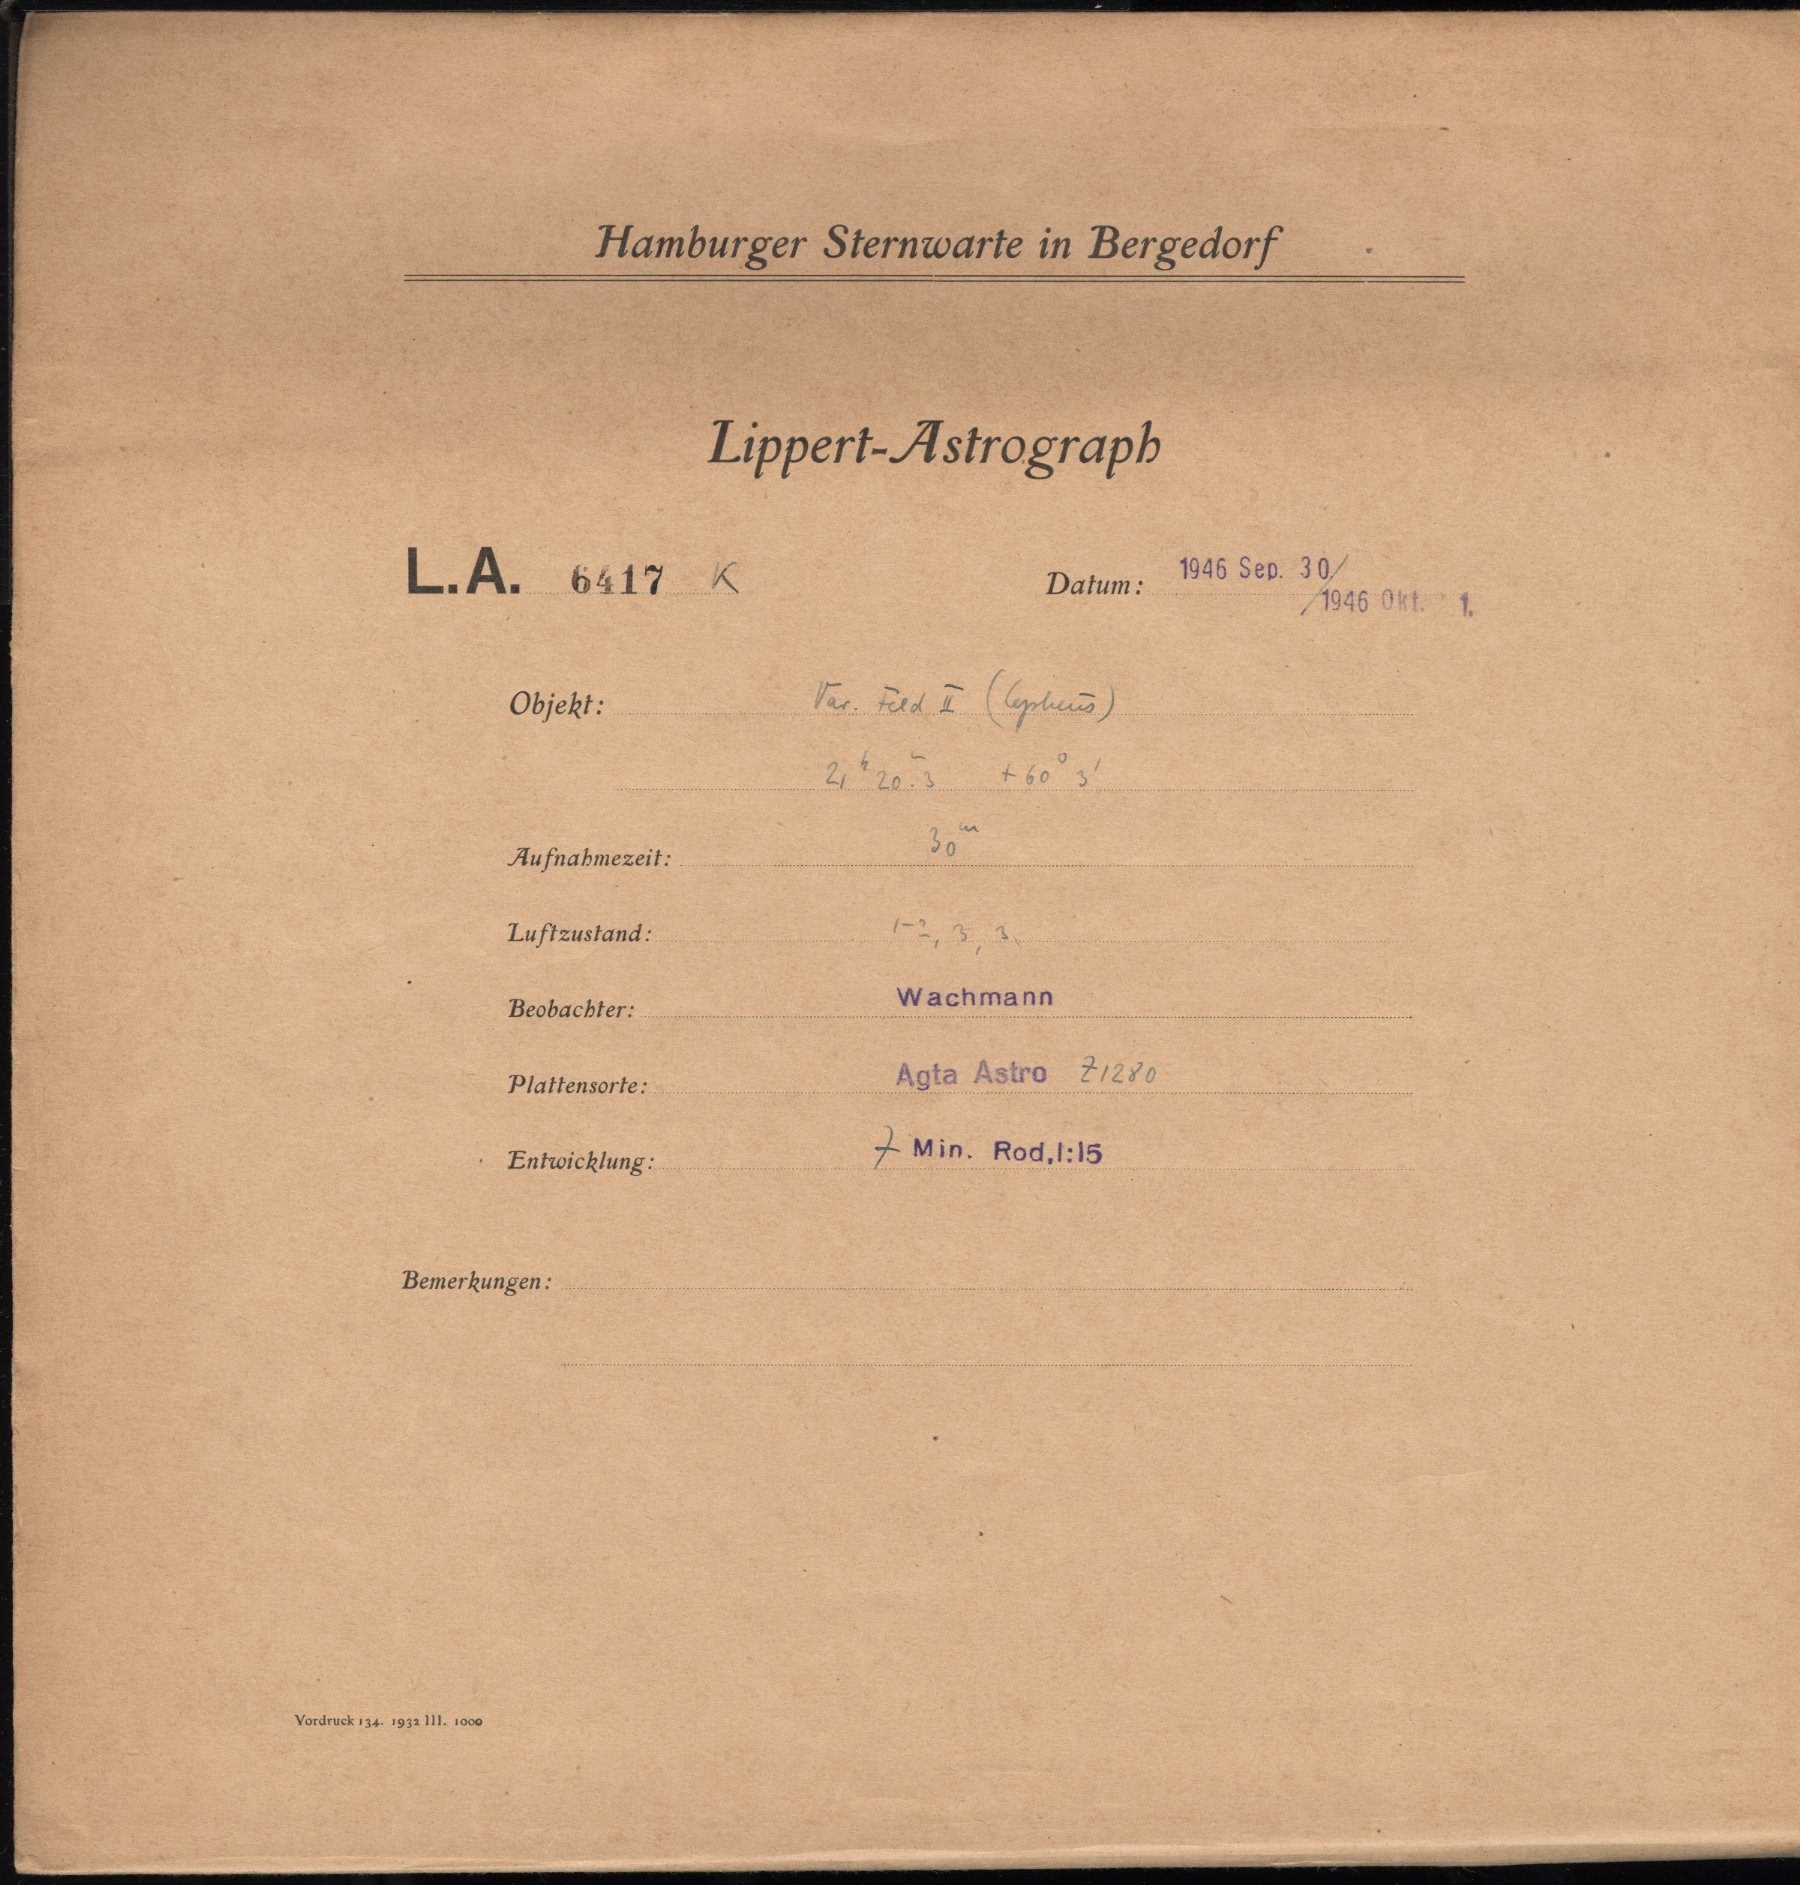 Hamburger Sternwarte in Bergedorf
Lippert-Astrograph
L.A. 6417 K Datum: 1946 Sep. 30/
/1946 Okt. 1.
Objekt: Var. Feld II (Cepheus)
21ʰ 20ᵐ.3 +60° 3'
Aufnahmezeit: 30ᵐ
Luftzustand: 1-2, 3, 3
Beobachter: Wachmann
Plattensorte: Agfa Astro Z1280
Entwicklung: 7 Min. Rod,1:15
Bemerkungen:
Vordruck 134. 1932 III. 1000